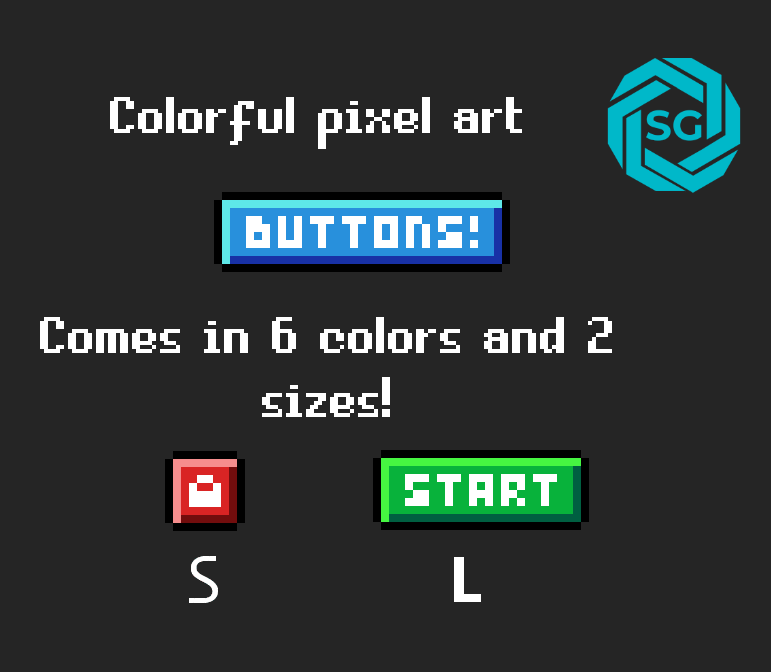 Colorful pixel art
SG
BUTTONS!
Comes in 6 colors and 2
sizes!
START
S
L